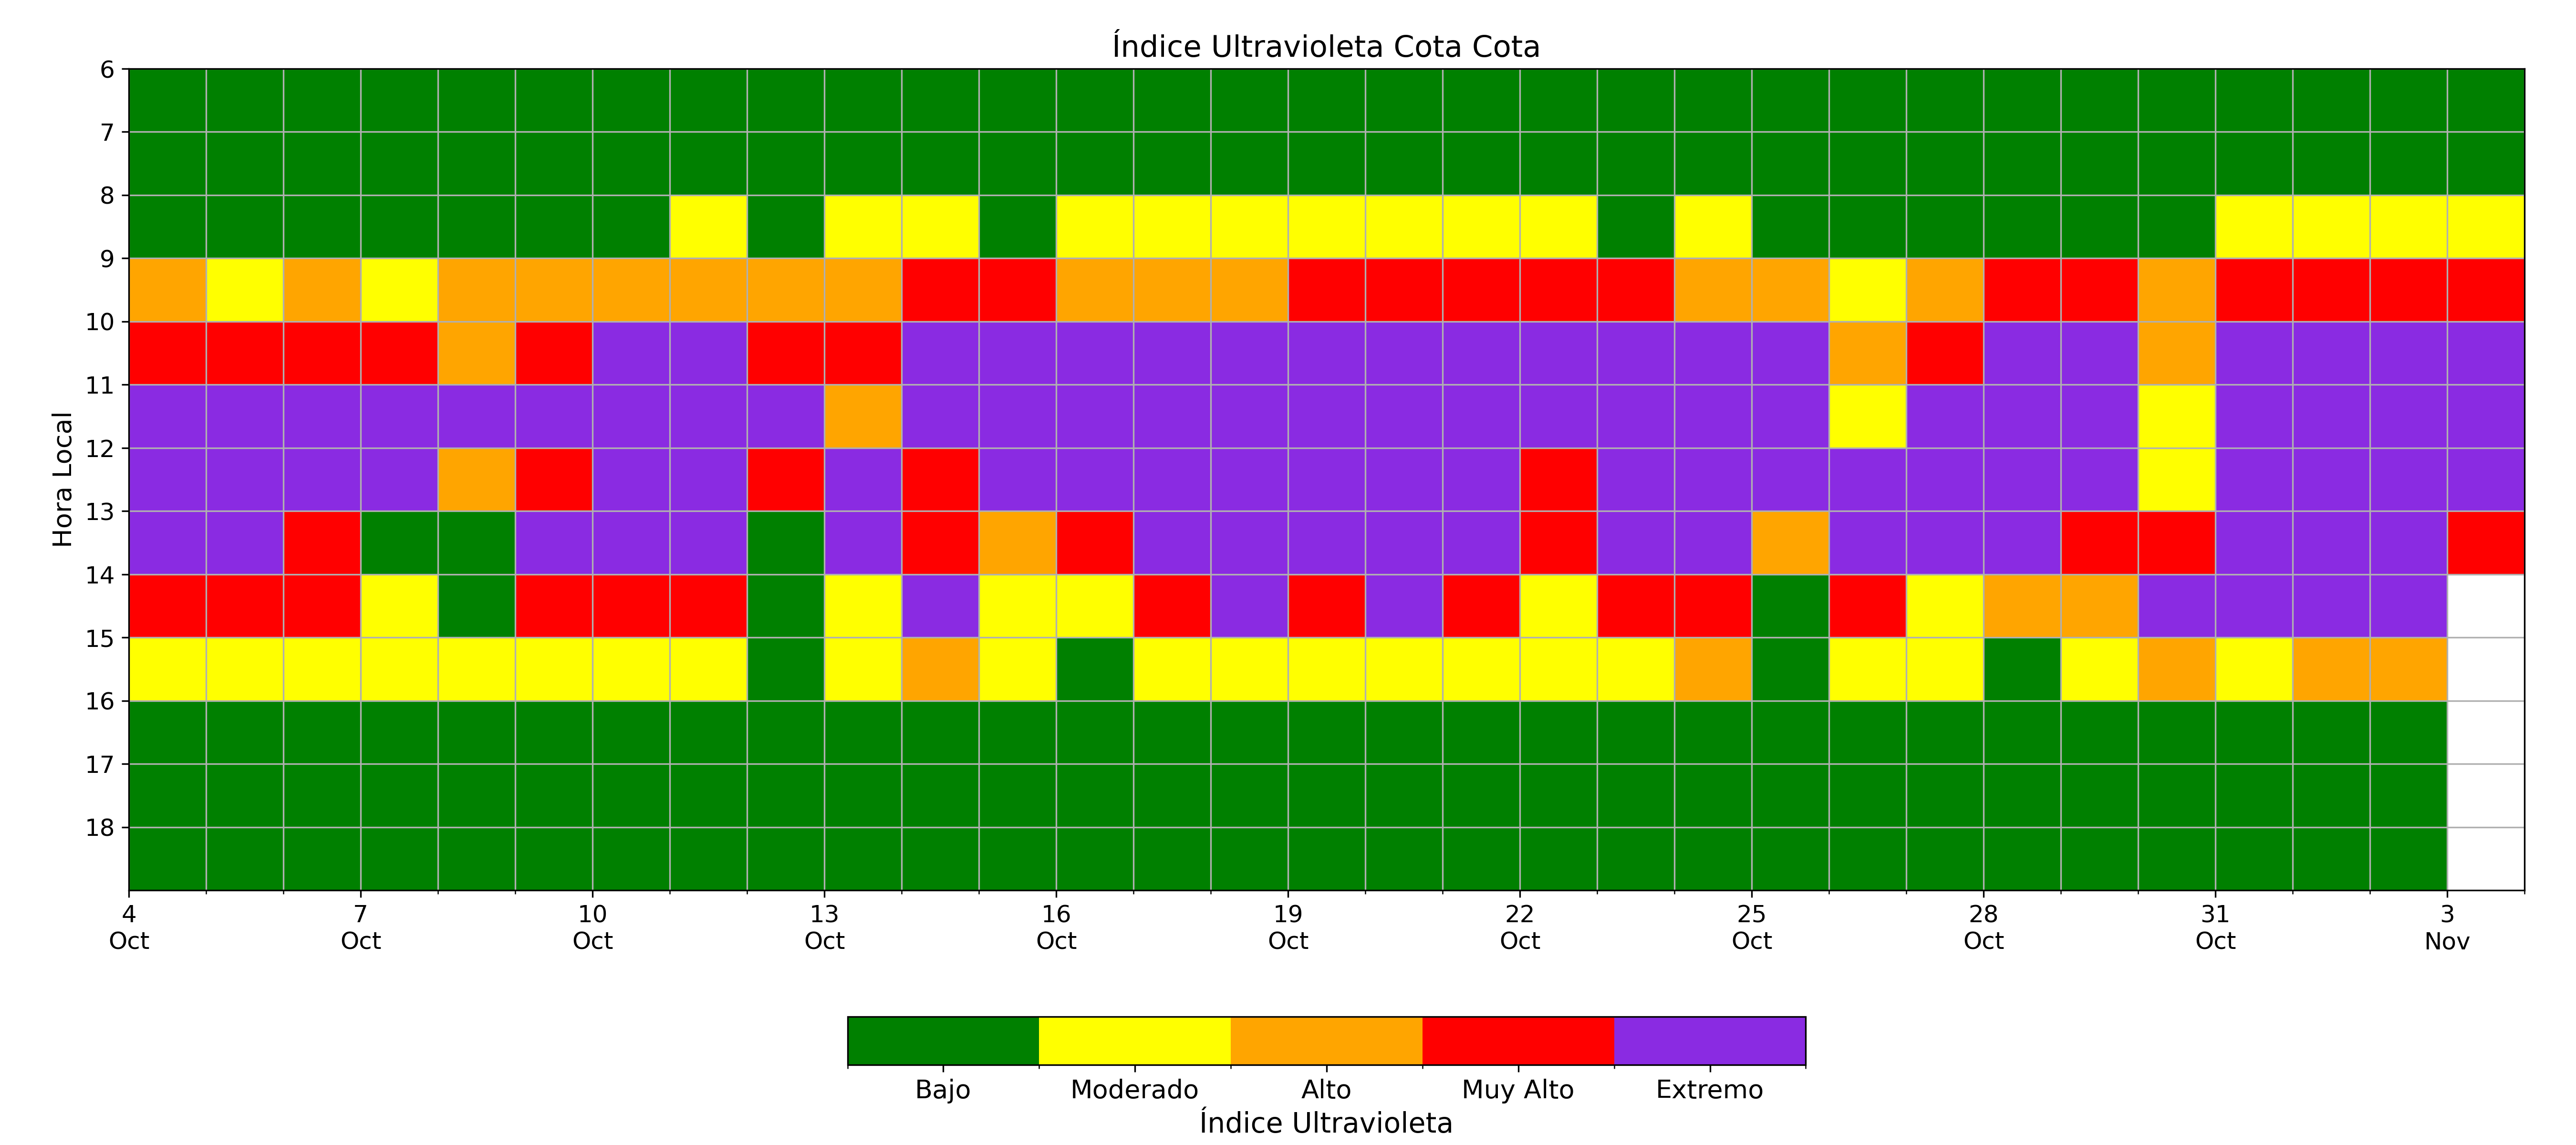 Índice Ultravioleta Cota Cota
Hora Local
6
7
8
9
10
11
12
13
14
15
16
17
18
4 7 10 13 16 19 22 25 28 31 3
Oct Oct Oct Oct Oct Oct Oct Oct Oct Oct Nov
Bajo Moderado Alto Muy Alto Extremo
Índice Ultravioleta